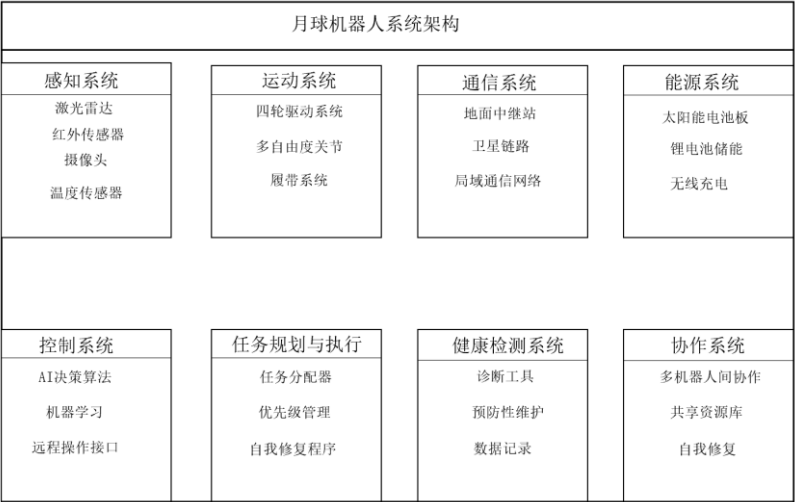 月球机器人系统架构
感知系统
激光雷达
红外传感器
摄像头
温度传感器
运动系统
四轮驱动系统
多自由度关节
履带系统
通信系统
地面中继站
卫星链路
局域通信网络
能源系统
太阳能电池板
锂电池储能
无线充电
控制系统
AI决策算法
机器学习
远程操作接口
任务规划与执行
任务分配器
优先级管理
自我修复程序
健康检测系统
诊断工具
预防性维护
数据记录
协作系统
多机器人间协作
共享资源库
自我修复